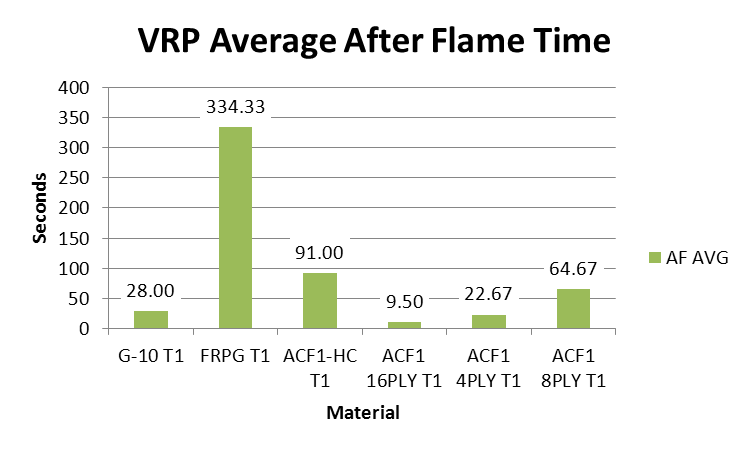 VRP Average After Flame Time
400
350
300
250
200
150
100
50
0
Seconds
28.00
334.33
91.00
9.50
22.67
64.67
G-10 T1
FRPG T1
ACF1-HC
T1
ACF1
16PLY T1
ACF1
4PLY T1
ACF1
8PLY T1
Material
AF AVG